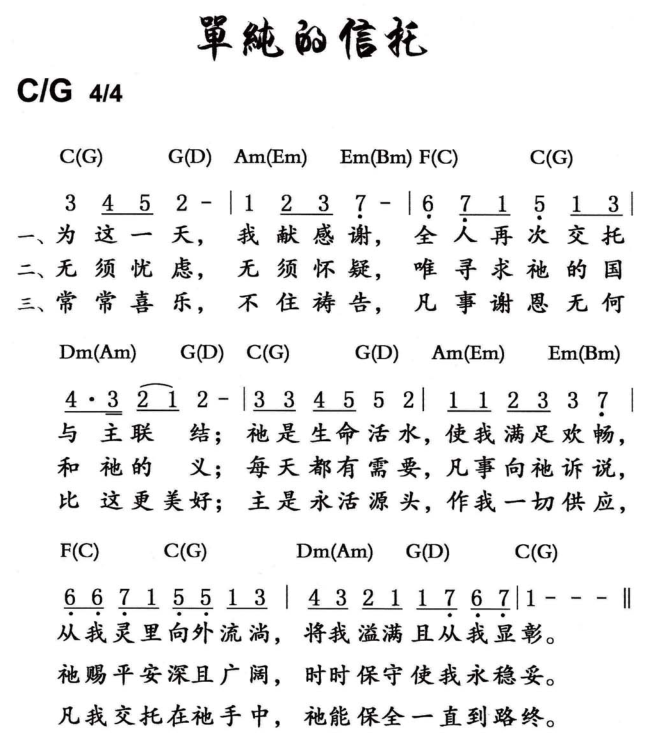 單純的信托
C/G 4/4
C(G) G(D) Am(Em) Em(Bm) F(C) C(G)
3 4 5 2 - | 1 2 3 7 - | 6 7 1 5 1 3 |
一、为这一天，我献感谢，全人再次交托
二、无须忧虑，无须怀疑，唯寻求祂的国
三、常常喜乐，不住祷告，凡事谢恩无何
Dm(Am) G(D) C(G) G(D) Am(Em) Em(Bm)
4 · 3 2 1 2 - | 3 3 4 5 5 2 | 1 1 2 3 3 7 |
与主联结；祂是生命活水，使我满足欢畅，
和祂的义；每天都有需要，凡事向祂诉说，
比这更美好；主是永活源头，作我一切供应，
F(C) C(G) Dm(Am) G(D) C(G)
6 6 7 1 5 5 1 3 | 4 3 2 1 1 7 6 7 | 1 - - - ‖
从我灵里向外流淌，将我溢满且从我显彰。
祂赐平安深且广阔，时时保守使我永稳妥。
凡我交托在祂手中，祂能保全一直到路终。